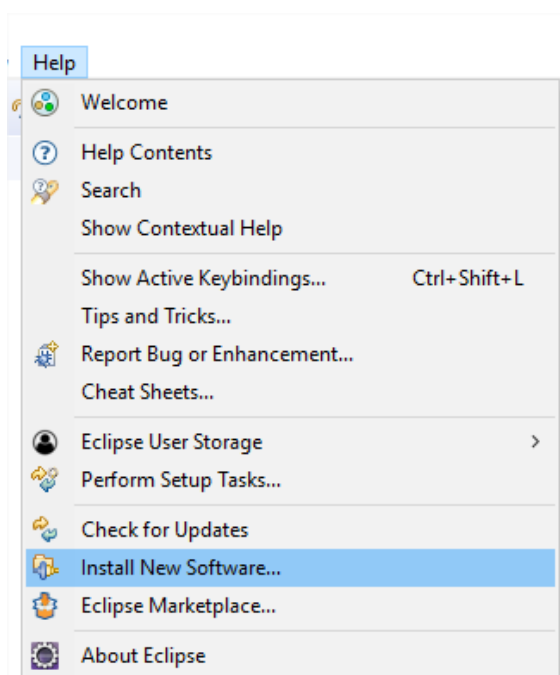 Help
Welcome
Help Contents
Search
Show Contextual Help
Show Active Keybindings... Ctrl+Shift+L
Tips and Tricks...
Report Bug or Enhancement...
Cheat Sheets...
Eclipse User Storage
Perform Setup Tasks...
Check for Updates
Install New Software...
Eclipse Marketplace...
About Eclipse